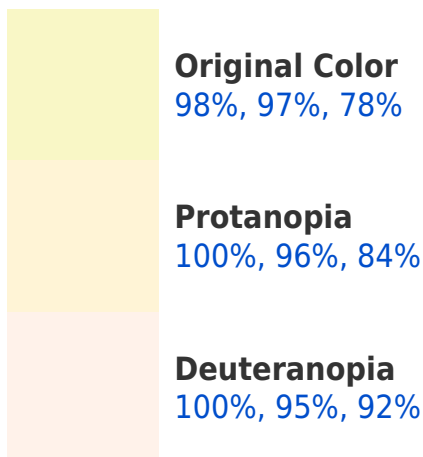 Original Color
98%, 97%, 78%
Protanopia
100%, 96%, 84%
Deuteranopia
100%, 95%, 92%